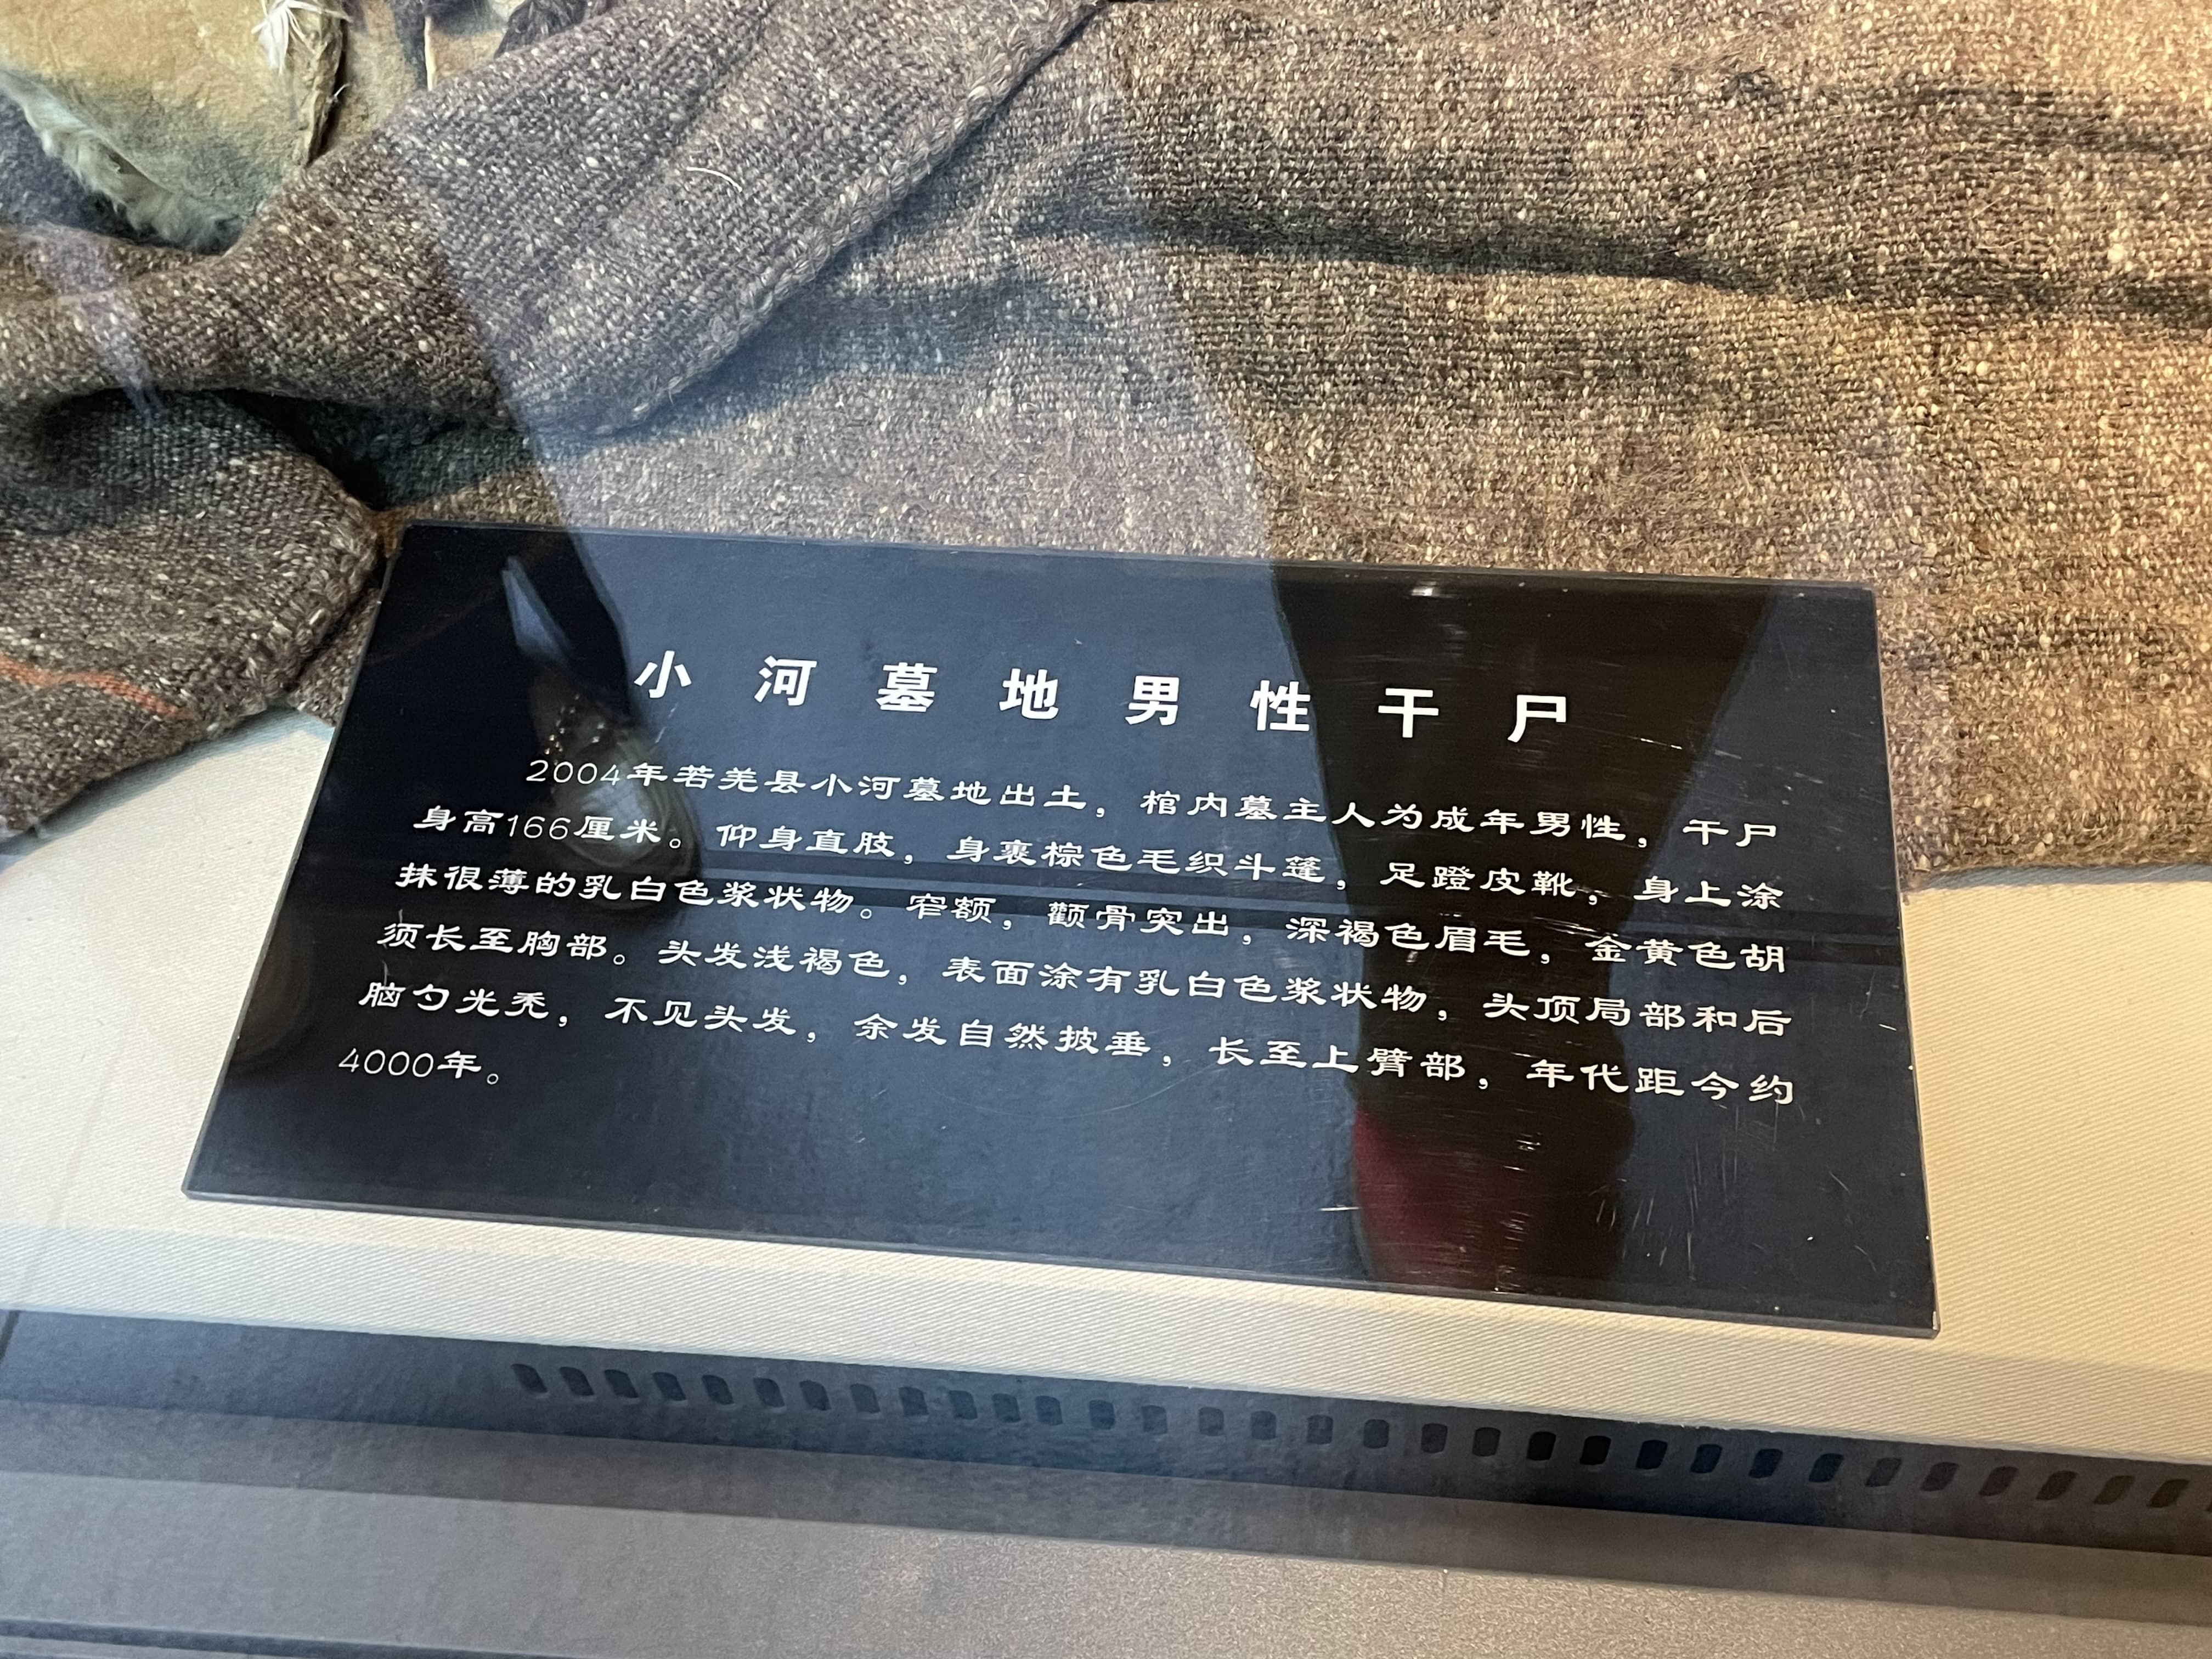 小河墓地男性干尸
2004年若羌县小河墓地出土，棺内墓主人为成年男性，干尸
身高166厘米。仰身直肢，身裹棕色毛织斗篷，足蹬皮靴，身上涂
抹很薄的乳白色浆状物。窄额，颧骨突出，深褐色眉毛，金黄色胡
须长至胸部。头发浅褐色，表面涂有乳白色浆状物，头顶局部和后
脑勺光秃，不见头发，余发自然披垂，长至上臂部，年代距今约
4000年。